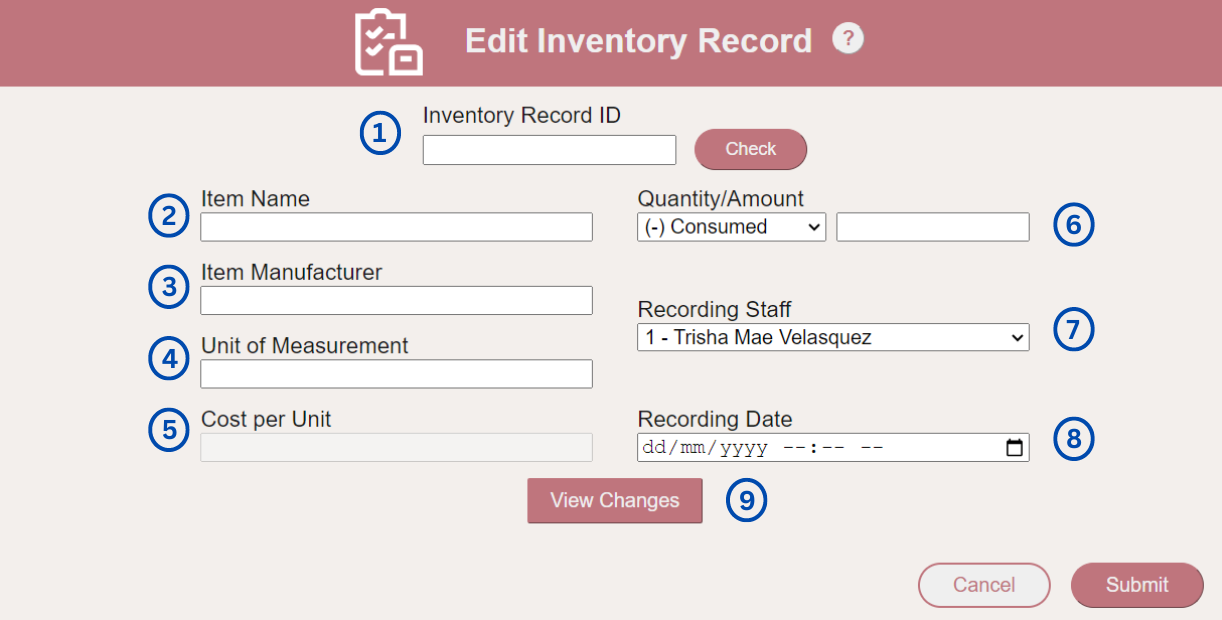 Edit Inventory Record ?
Inventory Record ID
1
Check
Item Name
2
Item Manufacturer
3
Unit of Measurement
4
Cost per Unit
5
Quantity/Amount
(-) Consumed
6
Recording Staff
1 - Trisha Mae Velasquez
7
Recording Date
dd/mm/yyyy --:-- --
8
View Changes
9
Cancel
Submit